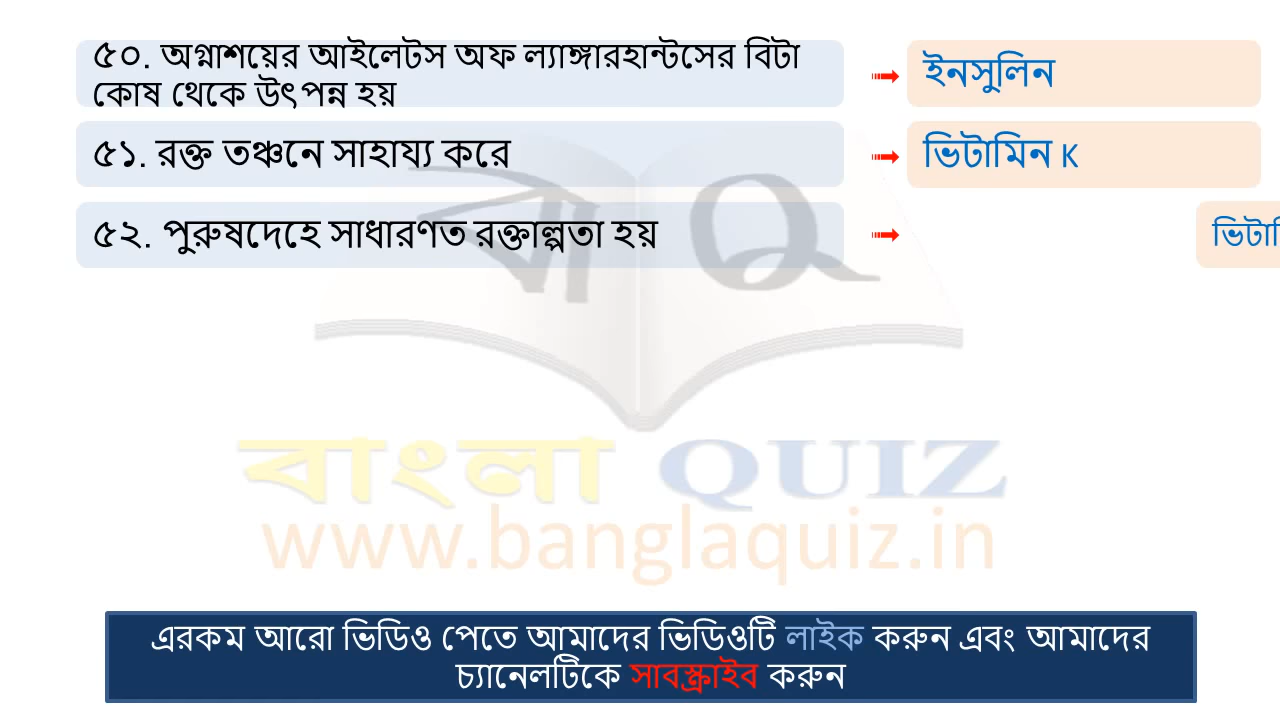 ৫০. অগ্নাশয়ের আইলেটস অফ ল্যাঙ্গারহান্টসের বিটা
কোষ থেকে উৎপন্ন হয়
ইনসুলিন
৫১. রক্ত তঞ্চনে সাহায্য করে
ভিটামিন K
৫২. পুরুষদেহে সাধারণত রক্তাল্পতা হয়
বা Q
বাংলা QUIZ
www.banglaquiz.in
এরকম আরো ভিডিও পেতে আমাদের ভিডিওটি লাইক করুন এবং আমাদের
চ্যানেলটিকে সাবস্ক্রাইব করুন